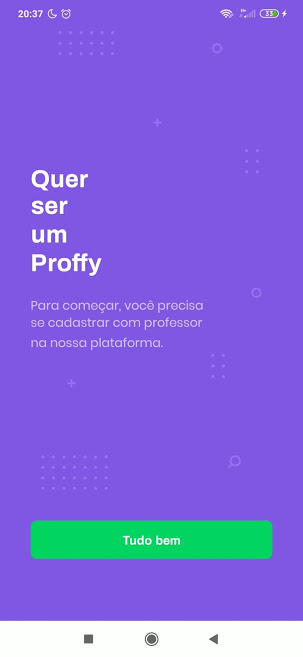 20:37
33
Quer
ser
um
Proffy
Para começar, você precisa
se cadastrar com professor
na nossa plataforma.
Tudo bem